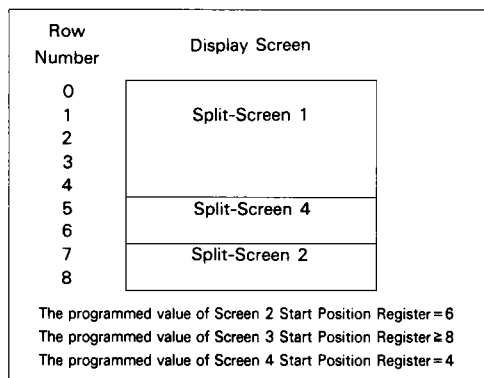 Row
Number
Display Screen
0
1 Split-Screen 1
2
3
4
5 Split-Screen 4
6
7 Split-Screen 2
8
The programmed value of Screen 2 Start Position Register=6
The programmed value of Screen 3 Start Position Register≧8
The programmed value of Screen 4 Start Position Register=4